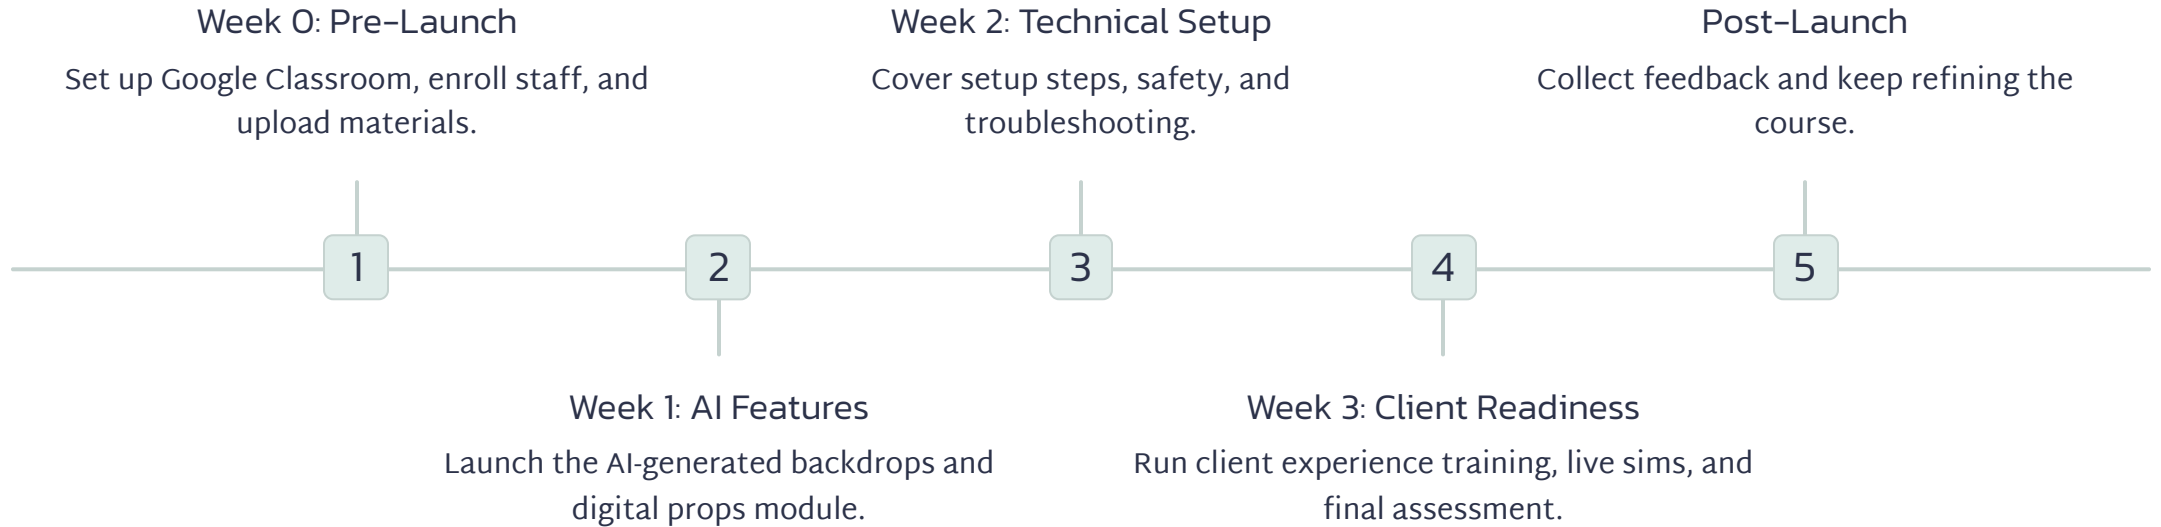 Week 0: Pre-Launch
Set up Google Classroom, enroll staff, and
upload materials.
Week 2: Technical Setup
Cover setup steps, safety, and
troubleshooting.
Post-Launch
Collect feedback and keep refining the
course.
1
2
3
4
5
Week 1: AI Features
Launch the AI-generated backdrops and
digital props module.
Week 3: Client Readiness
Run client experience training, live sims, and
final assessment.